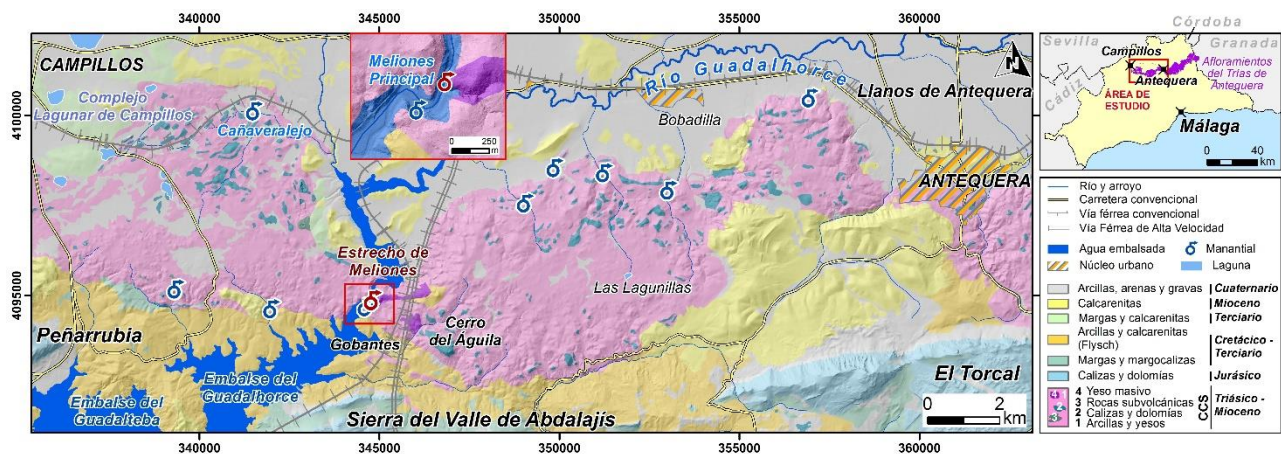 340000
345000
350000
355000
360000
4100000
4095000
CAMPILLOS
Complejo
Lagunar de Campillos
Cañaveralejo
Meliones
Principal
0 250
m
Río Guadalhorce
Llanos de Antequera
Bobadilla
ANTEQUERA
Estrecho de
Meliones
Las Lagunillas
Peñarrubia
Gobantes
Cerro
del Águila
Embalse del
Guadalhorce
Embalse del
Guadalteba
Sierra del Valle de Abdalajís
El Torcal
0 2
km
340000
345000
350000
355000
360000
N
Córdoba
Sevilla
Granada
Campillos
Afloramientos
del Trías de
Antequera
Antequera
ÁREA DE
ESTUDIO
Cádiz
Málaga
0 20 40
km
Río y arroyo
Carretera convencional
Vía férrea convencional
Vía Férrea de Alta Velocidad
Agua embalsada
Manantial
Núcleo urbano
Laguna
Arcillas, arenas y gravas
Cuaternario
Calcarenitas
Mioceno
Margas y calcarenitas
Terciario
Arcillas y calcarenitas
(Flysch)
Cretácico -
Terciario
Margas y margocalizas
Calizas y dolomías
Jurásico
4 Yeso masivo
3 Rocas subvolcánicas
2 Calizas y dolomías
1 Arcillas y yesos
CCS
Triásico -
Mioceno